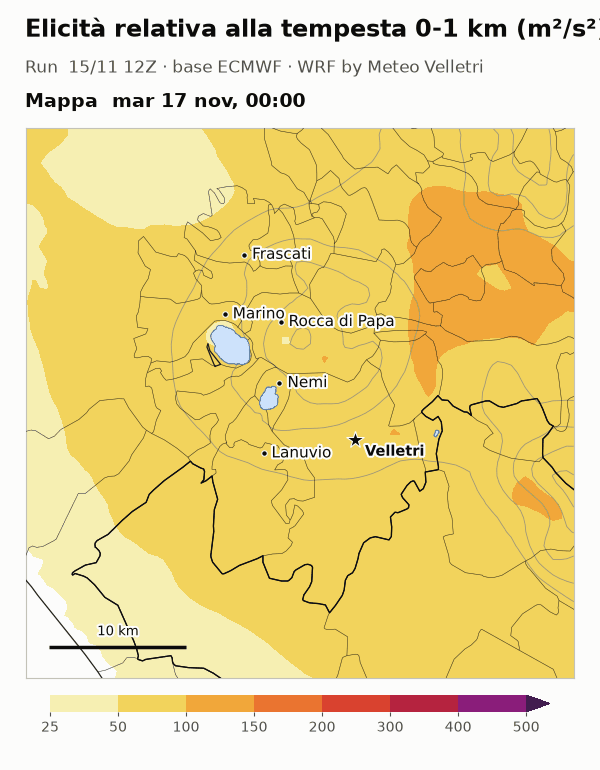 Elicità relativa alla tempesta 0-1 km (m²/s²)
Run  15/11 12Z · base ECMWF · WRF by Meteo Velletri
Mappa  mar 17 nov, 00:00
Frascati
Marino
Rocca di Papa
Nemi
Velletri
Lanuvio
10 km
25 50 100 150 200 300 400 500